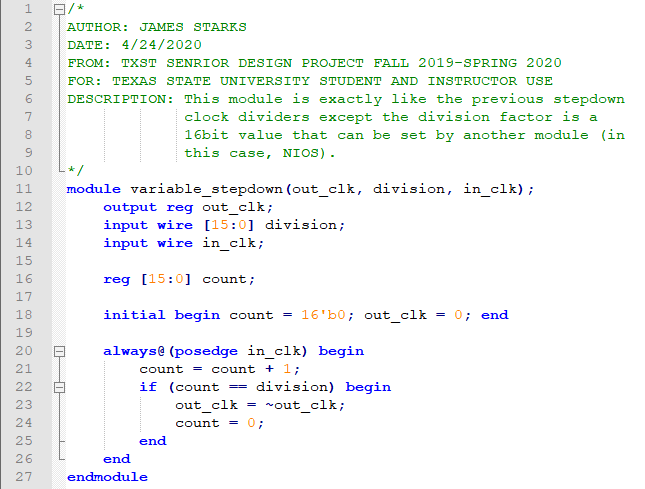 1 /*
2 AUTHOR: JAMES STARKS
3 DATE: 4/24/2020
4 FROM: TXST SENRIOR DESIGN PROJECT FALL 2019-SPRING 2020
5 FOR: TEXAS STATE UNIVERSITY STUDENT AND INSTRUCTOR USE
6 DESCRIPTION: This module is exactly like the previous stepdown
7 clock dividers except the division factor is a
8 16bit value that can be set by another module (in
9 this case, NIOS).
10 */
11 module variable_stepdown(out_clk, division, in_clk);
12 output reg out_clk;
13 input wire [15:0] division;
14 input wire in_clk;
15
16 reg [15:0] count;
17
18 initial begin count = 16'b0; out_clk = 0; end
19
20 always@(posedge in_clk) begin
21 count = count + 1;
22 if (count == division) begin
23 out_clk = ~out_clk;
24 count = 0;
25 end
26 end
27 endmodule